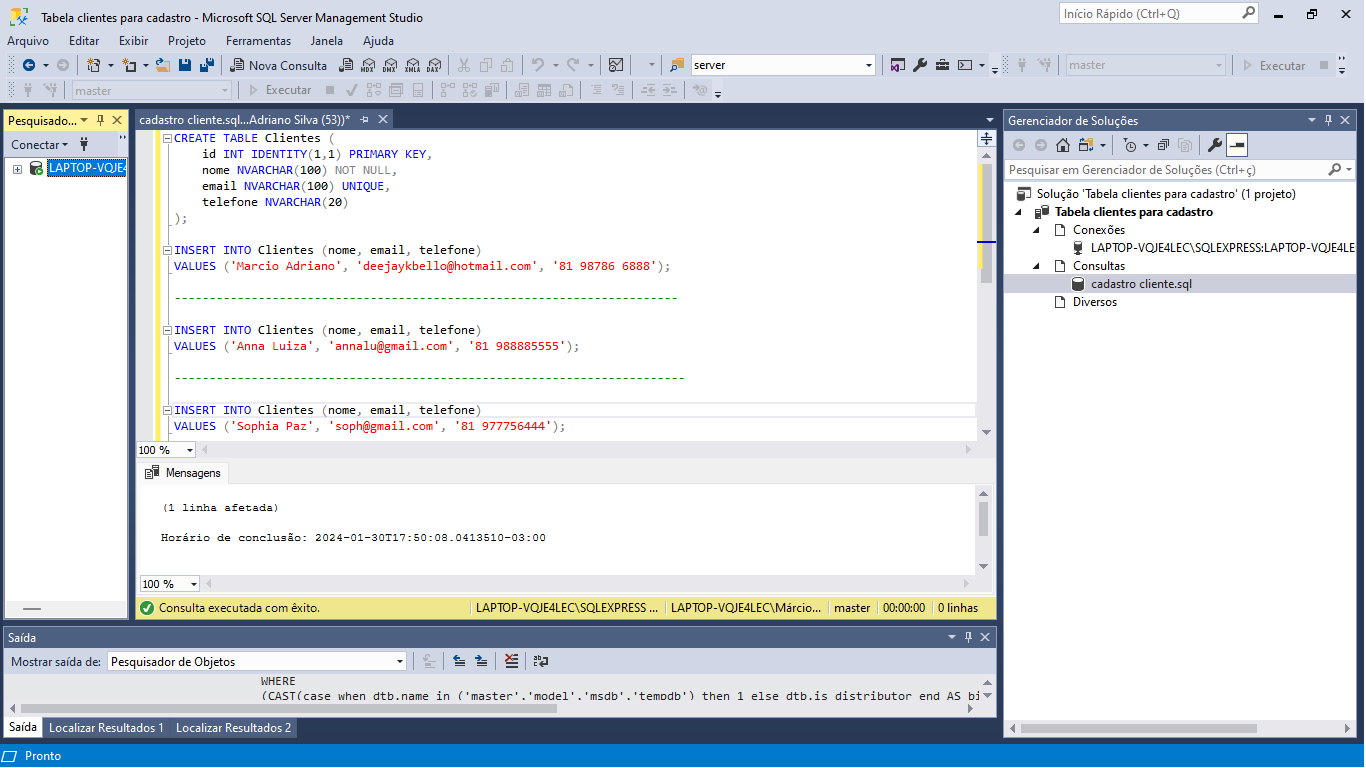 Tabela clientes para cadastro - Microsoft SQL Server Management Studio
Início Rápido (Ctrl+Q)
Arquivo Editar Exibir Projeto Ferramentas Janela Ajuda
Nova Consulta MDX DMX XMLA DAX server master Executar
master Executar
Pesquisado...
Conectar
LAPTOP-VQJE4
cadastro cliente.sql...Adriano Silva (53))*
CREATE TABLE Clientes (
id INT IDENTITY(1,1) PRIMARY KEY,
nome NVARCHAR(100) NOT NULL,
email NVARCHAR(100) UNIQUE,
telefone NVARCHAR(20)
);
INSERT INTO Clientes (nome, email, telefone)
VALUES ('Marcio Adriano', 'deejaykbello@hotmail.com', '81 98786 6888');
------------------------------------------------------------------------
INSERT INTO Clientes (nome, email, telefone)
VALUES ('Anna Luiza', 'annalu@gmail.com', '81 988885555');
-------------------------------------------------------------------------
INSERT INTO Clientes (nome, email, telefone)
VALUES ('Sophia Paz', 'soph@gmail.com', '81 977756444');
100 %
Mensagens
(1 linha afetada)
Horário de conclusão: 2024-01-30T17:50:08.0413510-03:00
100 %
Consulta executada com êxito. LAPTOP-VQJE4LEC\SQLEXPRESS ... LAPTOP-VQJE4LEC\Márcio... master 00:00:00 0 linhas
Gerenciador de Soluções
Pesquisar em Gerenciador de Soluções (Ctrl+ç)
Solução 'Tabela clientes para cadastro' (1 projeto)
Tabela clientes para cadastro
Conexões
LAPTOP-VQJE4LEC\SQLEXPRESS:LAPTOP-VQJE4LE
Consultas
cadastro cliente.sql
Diversos
Saída
Mostrar saída de: Pesquisador de Objetos
WHERE
(CAST(case when dtb.name in ('master','model','msdb','tempdb') then 1 else dtb.is_distributor end AS bi
Saída Localizar Resultados 1 Localizar Resultados 2
Pronto